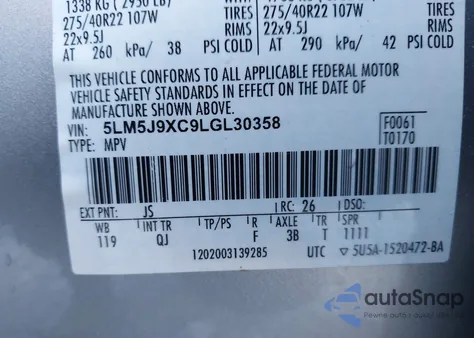 1338 KG ( 2950 LB) TIRES
275/40R22 107W RIMS 275/40R22 107W TIRES
22x9.5J 22x9.5J RIMS
AT 260 kPa/ 38 PSI COLD AT 290 kPa/ 42 PSI COLD
THIS VEHICLE CONFORMS TO ALL APPLICABLE FEDERAL MOTOR
VEHICLE SAFETY STANDARDS IN EFFECT ON THE DATE OF
MANUFACTURE SHOWN ABOVE.
VIN: 5LM5J9XC9LGL30358 F0061
TYPE: MPV T0170
EXT PNT: JS RC: 26 DSO:
WB INT TR TP/PS R AXLE TR SPR
119 QJ F 3B T 1111
1202003139285 UTC ▽ 5U5A-1520472-BA
autoSnap
Pewne auto prosto z USA